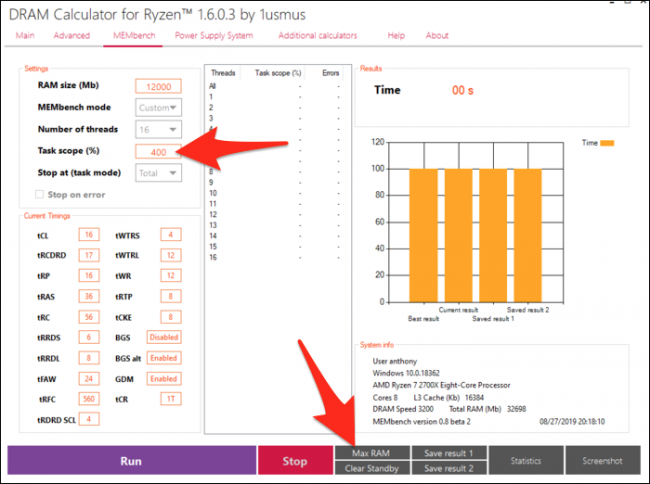 DRAM Calculator for Ryzen™ 1.6.0.3 by 1usmus
Main Advanced MEMbench Power Supply System Additional calculators Help About
Settings
RAM size (Mb) 12000
MEMbench mode Custom
Number of threads 16
Task scope (%) 400
Stop at (task mode) Total
Stop on error
Current Timings
tCL 16 tWTRS 4
tRCDRD 17 tWTRL 12
tRP 16 tWR 12
tRAS 36 tRTP 8
tRC 56 tCKE 8
tRRDS 6 BGS Disabled
tRRDL 8 BGS alt Enabled
tFAW 24 GDM Enabled
tRFC 560 tCR 1T
tRDRD SCL 4
Threads Task scope (%) Errors
All - -
1 - -
2 - -
3 - -
4 - -
8 - -
9 - -
10 - -
11 - -
12 - -
13 - -
14 - -
15 - -
16 - -
Results
Time 00 s
Time
120
100
80
60
40
20
0
Current result Saved result 2
Best result Saved result 1
System info
User anthony
Windows 10.0.18362
AMD Ryzen 7 2700X Eight-Core Processor
Cores 8 L3 Cache (Kb) 16384
DRAM Speed 3200 Total RAM (Mb) 32698
MEMbench version 0.8 beta 2 08/27/2019 20:18:10
Run
Stop
Max RAM
Clear Standby
Save result 1
Save result 2
Statistics
Screenshot